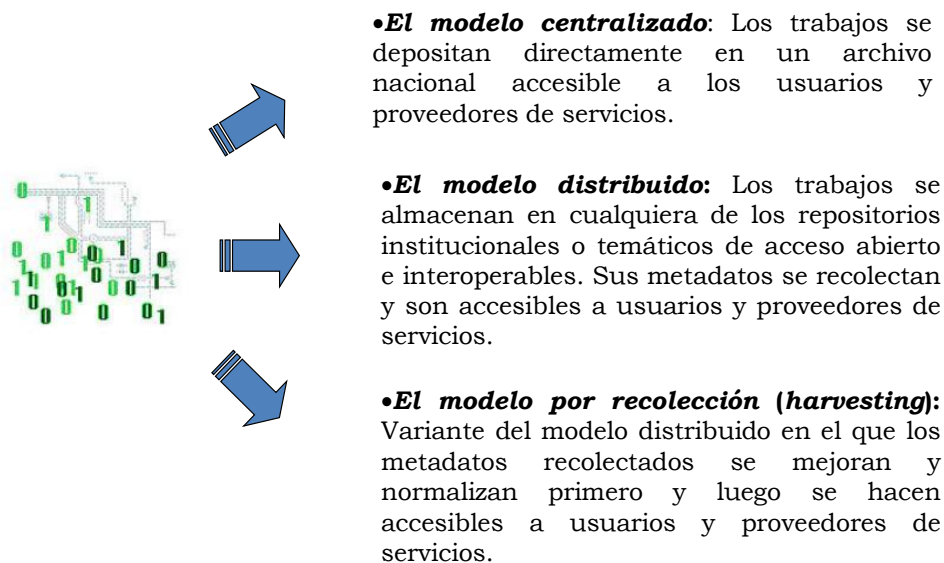 •El modelo centralizado: Los trabajos se
depositan directamente en un archivo
nacional accesible a los usuarios y
proveedores de servicios.
•El modelo distribuido: Los trabajos se
almacenan en cualquiera de los repositorios
institucionales o temáticos de acceso abierto
e interoperables. Sus metadatos se recolectan
y son accesibles a usuarios y proveedores de
servicios.
•El modelo por recolección (harvesting):
Variante del modelo distribuido en el que los
metadatos recolectados se mejoran y
normalizan primero y luego se hacen
accesibles a usuarios y proveedores de
servicios.